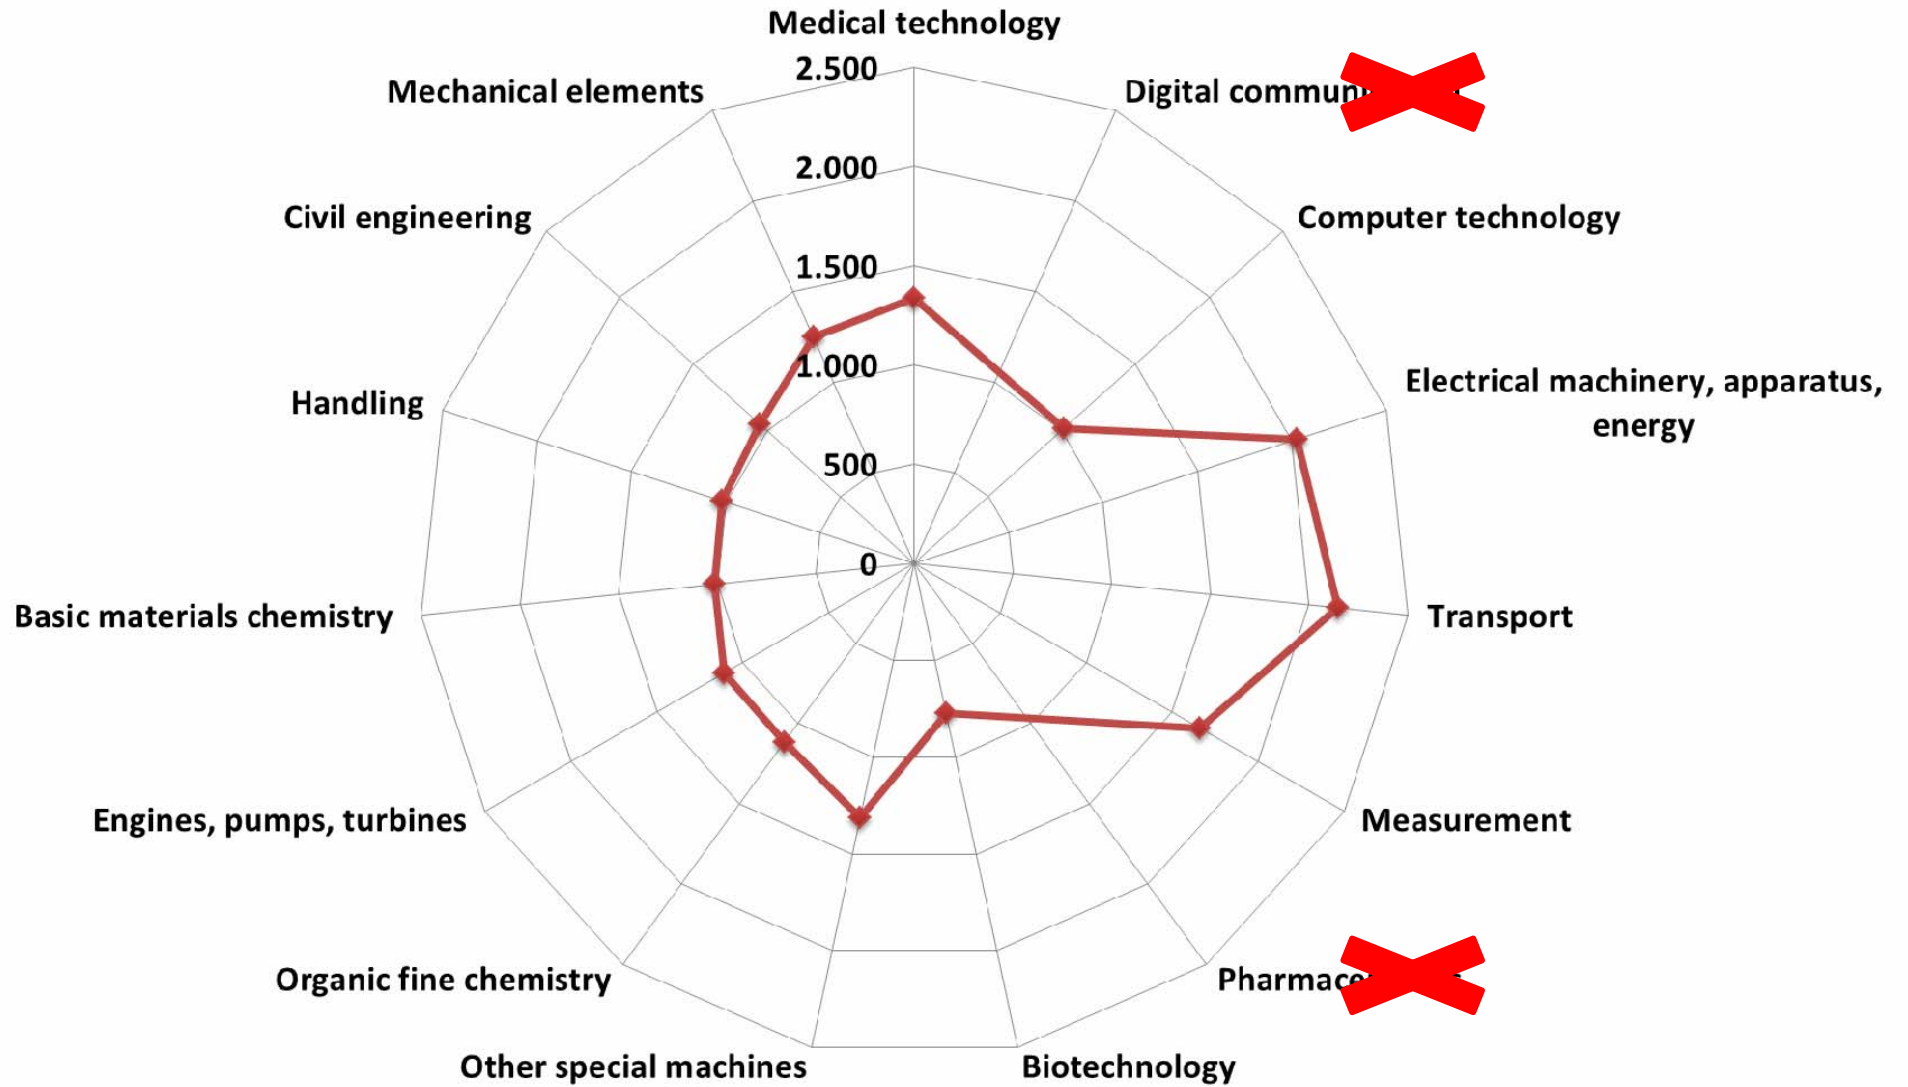 Medical technology
2.500
Mechanical elements
Digital
2.000
Civil engineering
Computer technology
1.500
1.000
Handling
Electrical machinery, apparatus,
energy
500
0
Basic materials chemistry
Transport
Engines, pumps, turbines
Measurement
Organic fine chemistry
Other special machines
Biotechnology